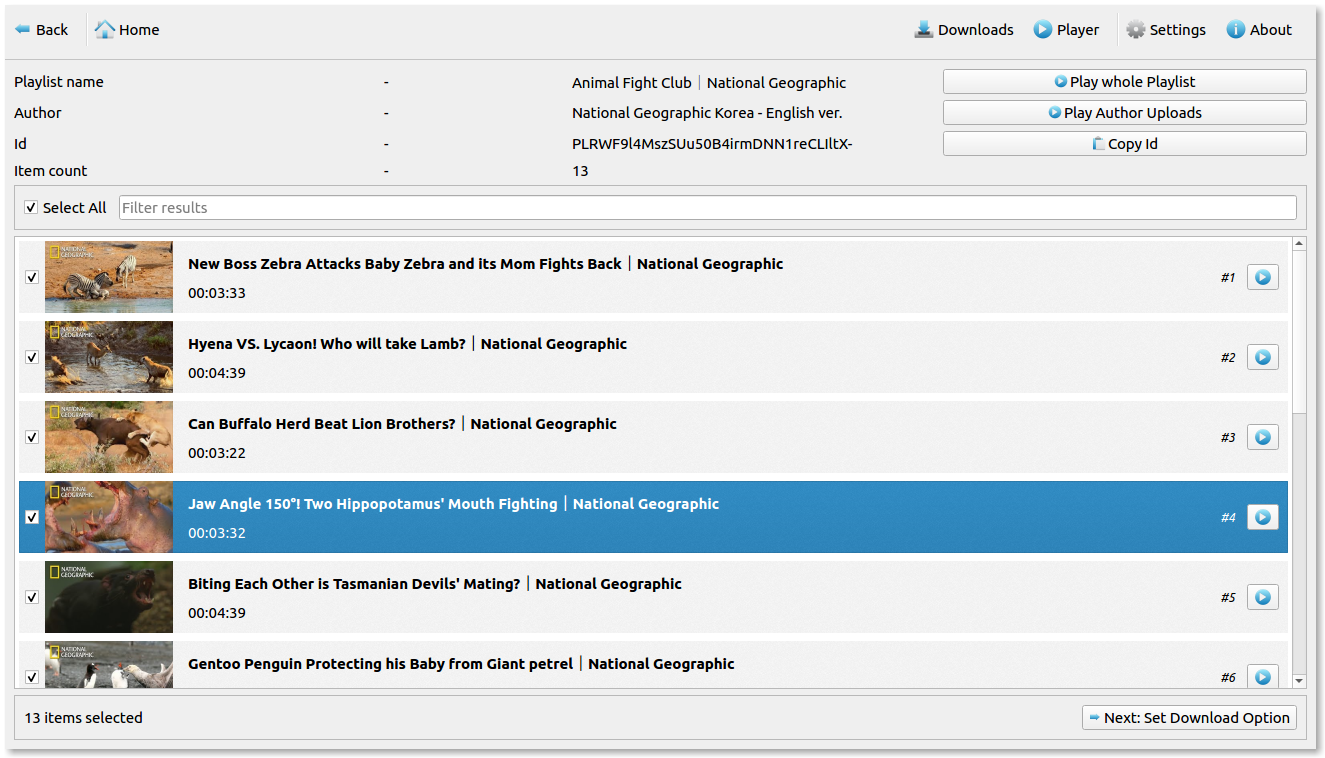 Back Home Downloads Player Settings About
Playlist name - Animal Fight Club | National Geographic Play whole Playlist
Author - National Geographic Korea - English ver. Play Author Uploads
Id - PLRWF9l4MszSUu50B4irmDNN1reCLIltX- Copy Id
Item count - 13
Select All Filter results
NATIONAL
GEOGRAPHIC
New Boss Zebra Attacks Baby Zebra and its Mom Fights Back | National Geographic
#1
00:03:33
NATIONAL
GEOGRAPHIC
Hyena VS. Lycaon! Who will take Lamb? | National Geographic
#2
00:04:39
NATIONAL
GEOGRAPHIC
Can Buffalo Herd Beat Lion Brothers? | National Geographic
#3
00:03:22
NATIONAL
GEOGRAPHIC
Jaw Angle 150°! Two Hippopotamus' Mouth Fighting | National Geographic
#4
00:03:32
NATIONAL
GEOGRAPHIC
Biting Each Other is Tasmanian Devils' Mating? | National Geographic
#5
00:04:39
NATIONAL
GEOGRAPHIC
Gentoo Penguin Protecting his Baby from Giant petrel | National Geographic
#6
13 items selected Next: Set Download Option